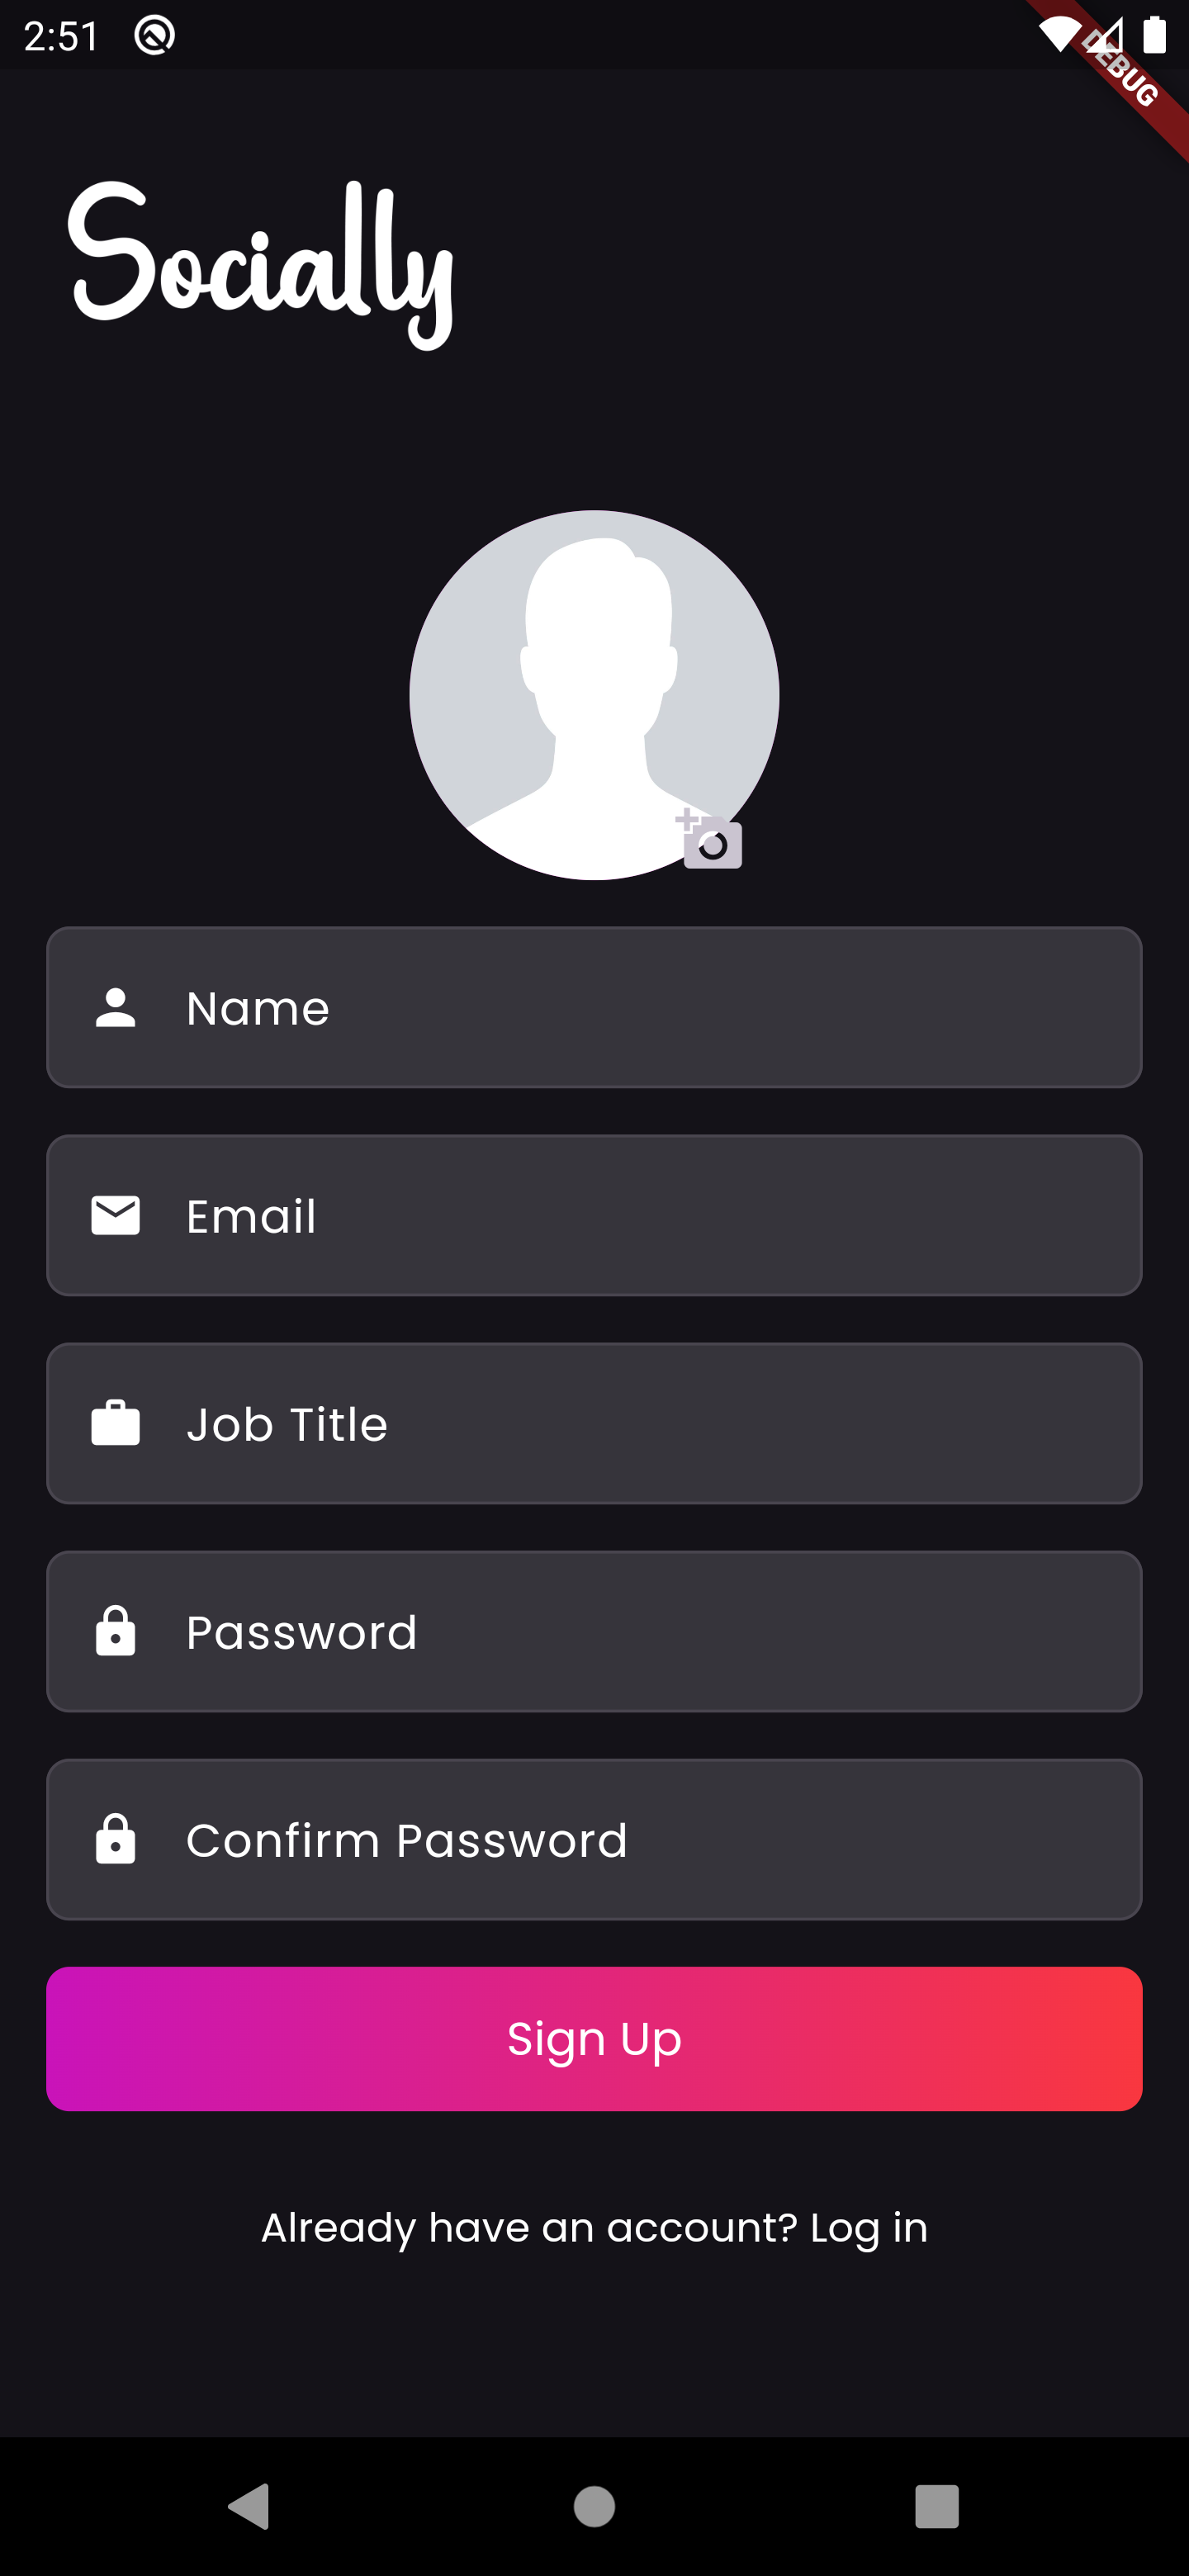 2:51
DEBUG
Socially
Name
Email
Job Title
Password
Confirm Password
Sign Up
Already have an account? Log in